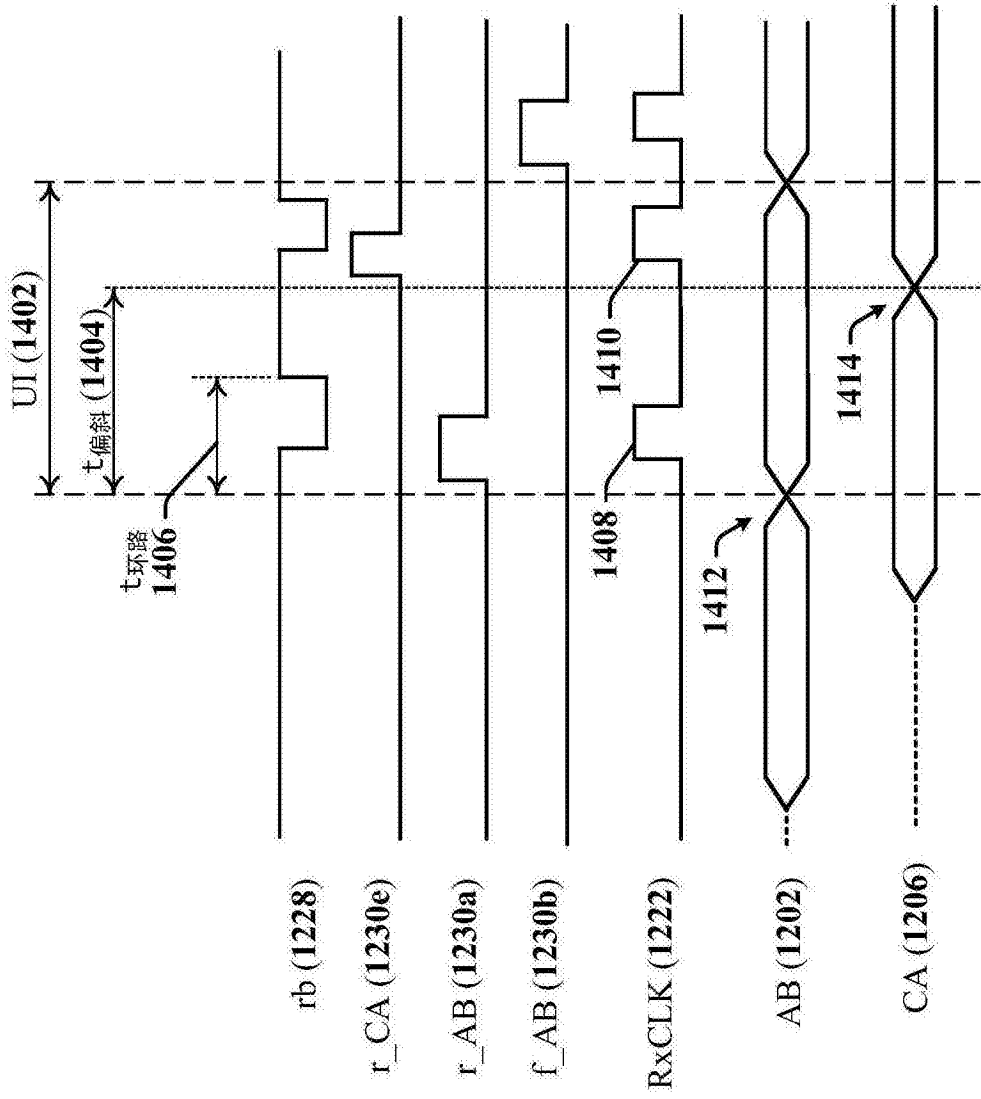 UI (1402)
t偏斜 (1404)
t环路
1406
rb (1228)
r_CA (1230e)
r_AB (1230a)
f_AB (1230b)
1408
1410
RxCLK (1222)
1412
AB (1202)
1414
CA (1206)